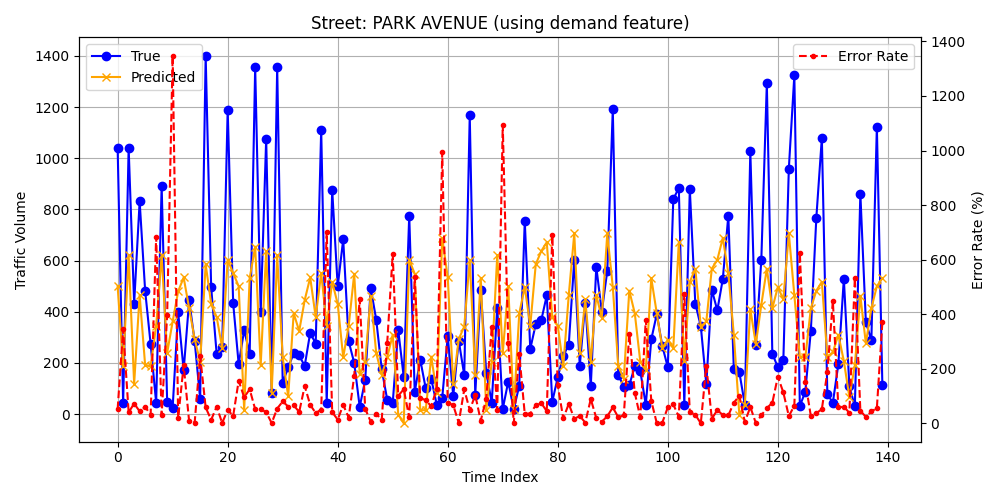 Street: PARK AVENUE (using demand feature)
True
Predicted
Error Rate
1400
1200
1000
800
600
400
200
0
Traffic Volume
1400
1200
1000
800
600
400
200
0
Error Rate (%)
0 20 40 60 80 100 120 140
Time Index